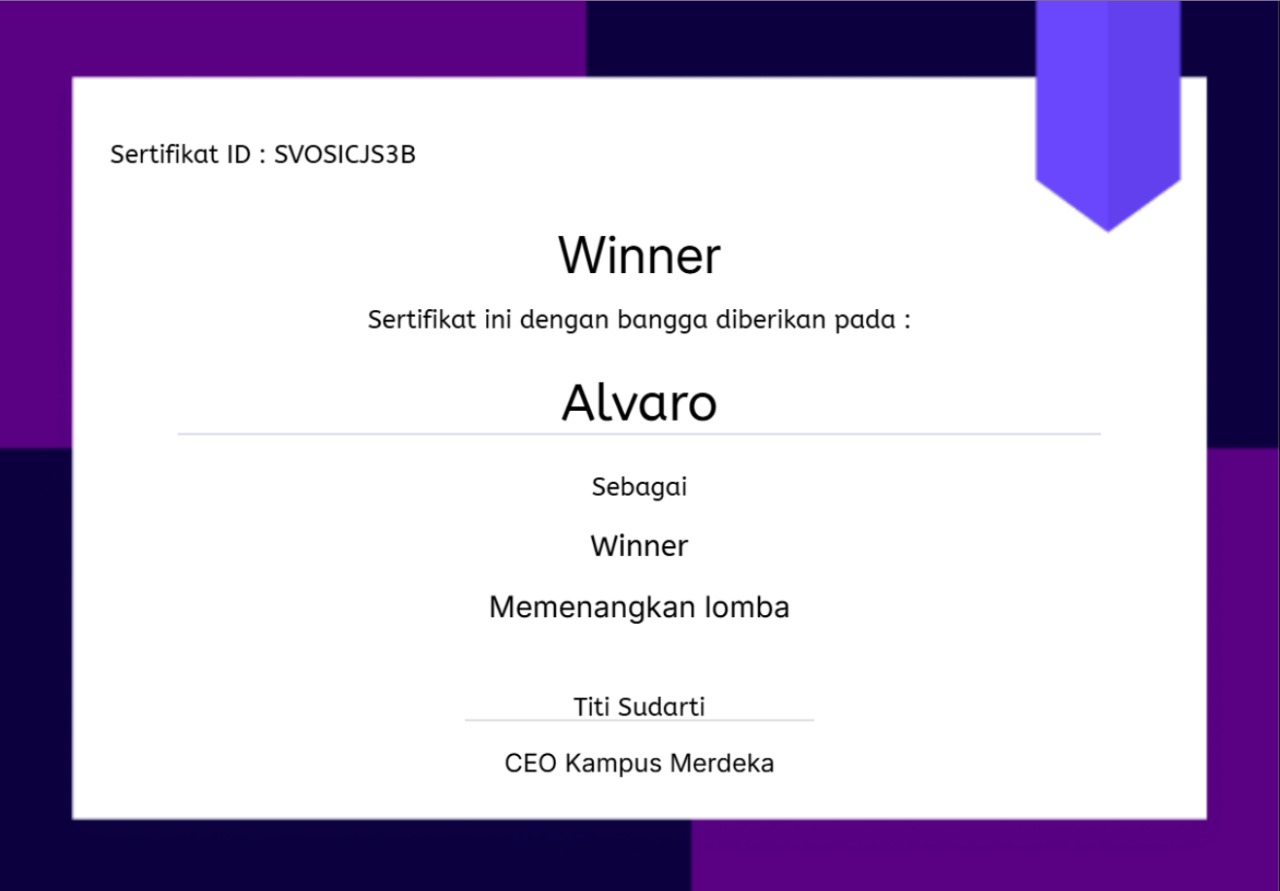 Sertifikat ID : SVOSICJS3B
Winner
Sertifikat ini dengan bangga diberikan pada :
Alvaro
Sebagai
Winner
Memenangkan lomba
Titi Sudarti
CEO Kampus Merdeka